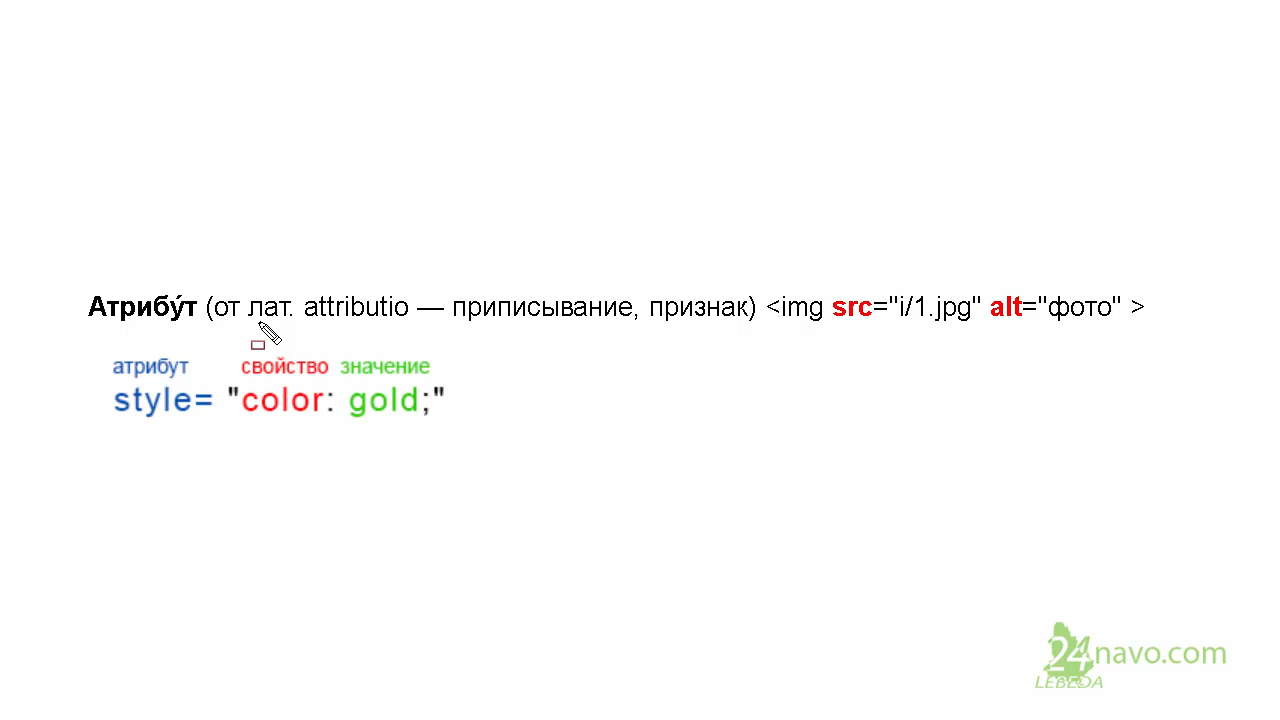 Атрибу́т (от лат. attributio — приписывание, признак) <img src="i/1.jpg" alt="фото" >
атрибут свойство значение
style= "color: gold;"
24navo.com
LEBEDA